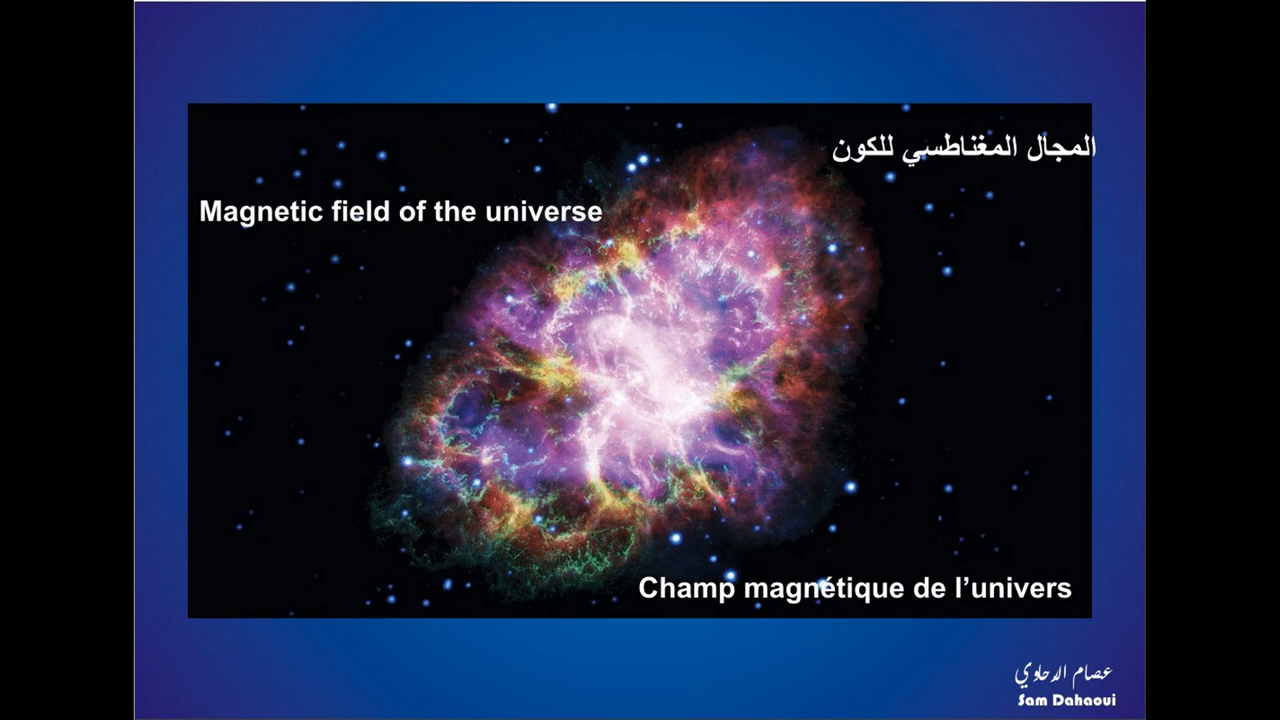 المجال المغناطسي للكون
Magnetic field of the universe
Champ magnétique de l’univers
عصام الدحاوي
Sam Dahaoui